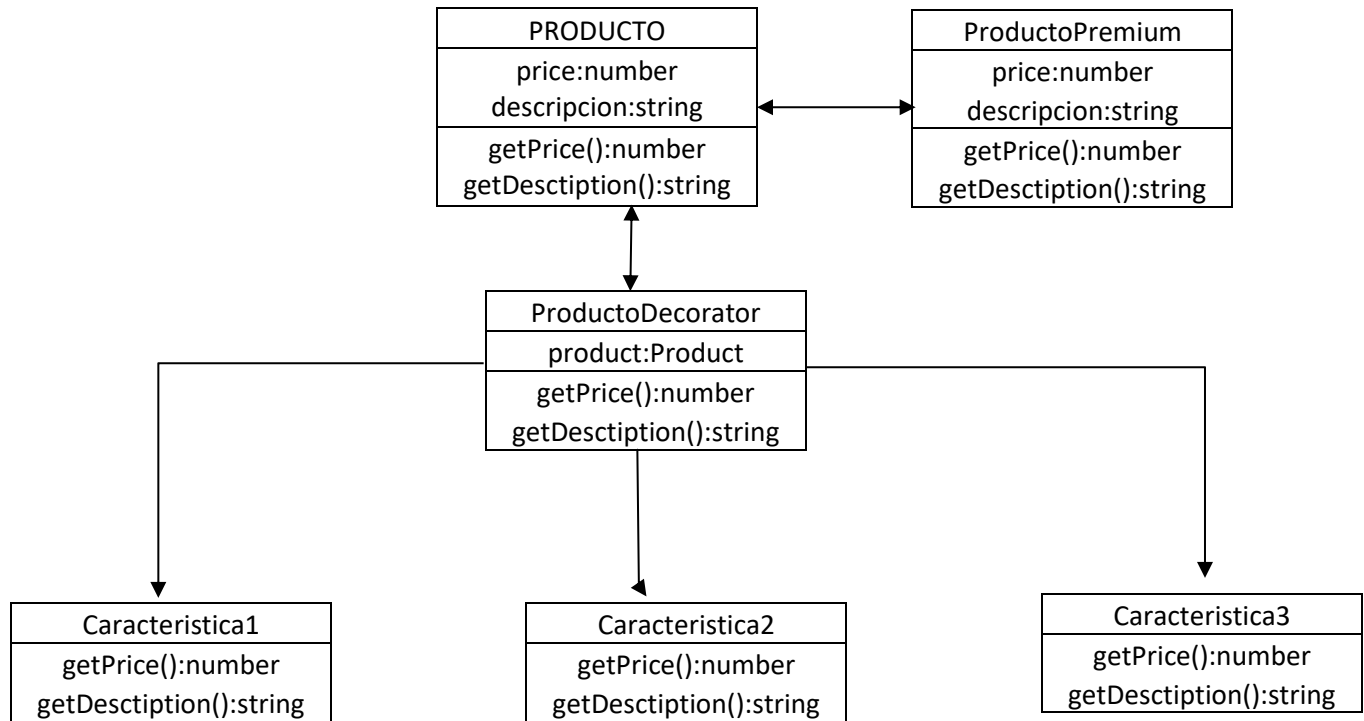 PRODUCTO
price:number
descripcion:string
getPrice():number
getDesctiption():string
ProductoPremium
price:number
descripcion:string
getPrice():number
getDesctiption():string
ProductoDecorator
product:Product
getPrice():number
getDesctiption():string
Caracteristica1
getPrice():number
getDesctiption():string
Caracteristica2
getPrice():number
getDesctiption():string
Caracteristica3
getPrice():number
getDesctiption():string